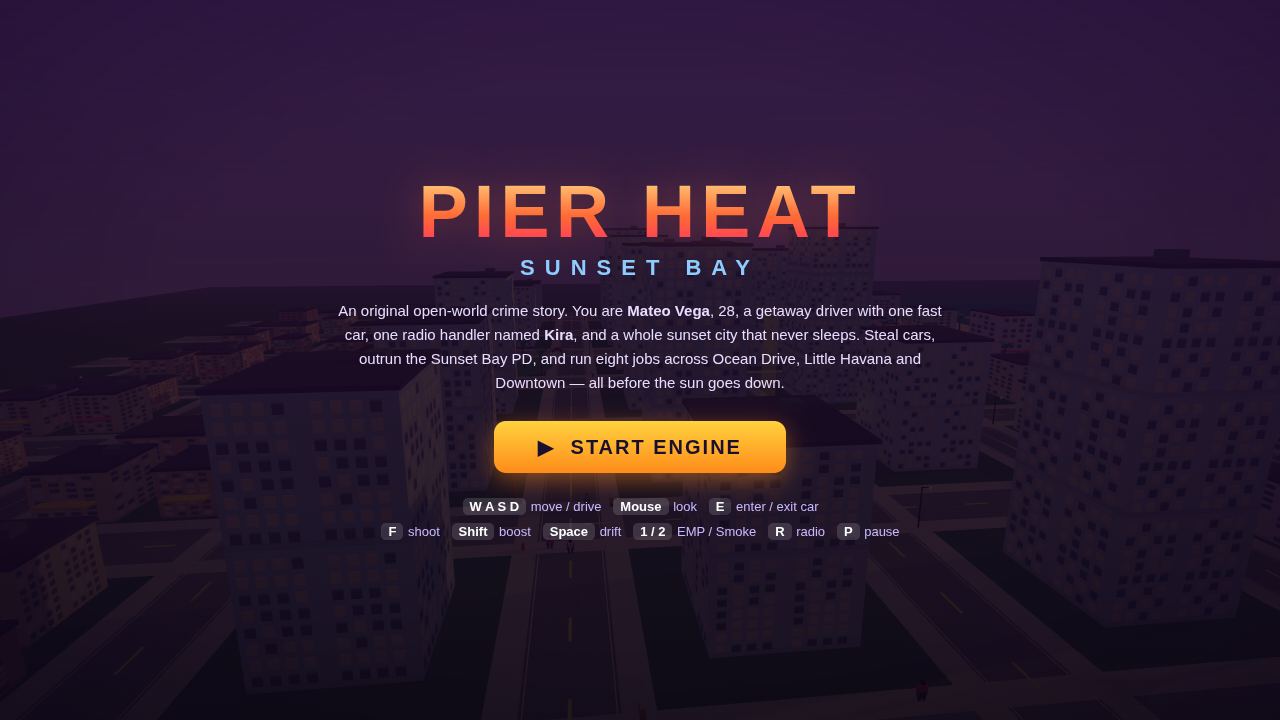 PIER HEAT
SUNSET BAY
An original open-world crime story. You are Mateo Vega, 28, a getaway driver with one fast
car, one radio handler named Kira, and a whole sunset city that never sleeps. Steal cars,
outrun the Sunset Bay PD, and run eight jobs across Ocean Drive, Little Havana and
Downtown — all before the sun goes down.
▶ START ENGINE
W A S D move / drive Mouse look E enter / exit car
F shoot Shift boost Space drift 1 / 2 EMP / Smoke R radio P pause